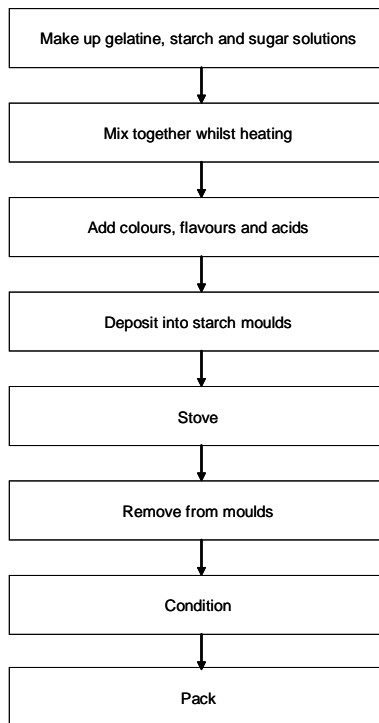 Make up gelatine, starch and sugar solutions
Mix together whilst heating
Add colours, flavours and acids
Deposit into starch moulds
Stove
Remove from moulds
Condition
Pack